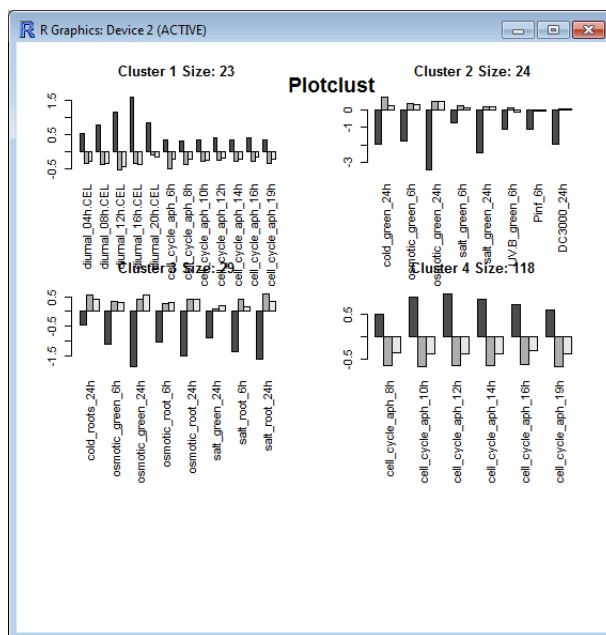 R Graphics: Device 2 (ACTIVE)
Plotclust
Cluster 1 Size: 23
1.5
0.5
-0.5
diurnal_04h.CEL
diurnal_08h.CEL
diurnal_12h.CEL
diurnal_16h.CEL
diurnal_20h.CEL
cell_cycle_aph_6h
cell_cycle_aph_8h
cell_cycle_aph_10h
cell_cycle_aph_12h
cell_cycle_aph_14h
cell_cycle_aph_16h
cell_cycle_aph_19h
Cluster 2 Size: 24
0
-1
-3
cold_green_24h
osmotic_green_6h
osmotic_green_24h
salt_green_6h
salt_green_24h
UV.B_green_6h
Pinf_6h
DC3000_24h
Cluster 3 Size: 29
0.5
-0.5
-1.5
cold_roots_24h
osmotic_green_6h
osmotic_green_24h
osmotic_root_6h
osmotic_root_24h
salt_green_24h
salt_root_6h
salt_root_24h
Cluster 4 Size: 118
0.5
-0.5
cell_cycle_aph_8h
cell_cycle_aph_10h
cell_cycle_aph_12h
cell_cycle_aph_14h
cell_cycle_aph_16h
cell_cycle_aph_19h